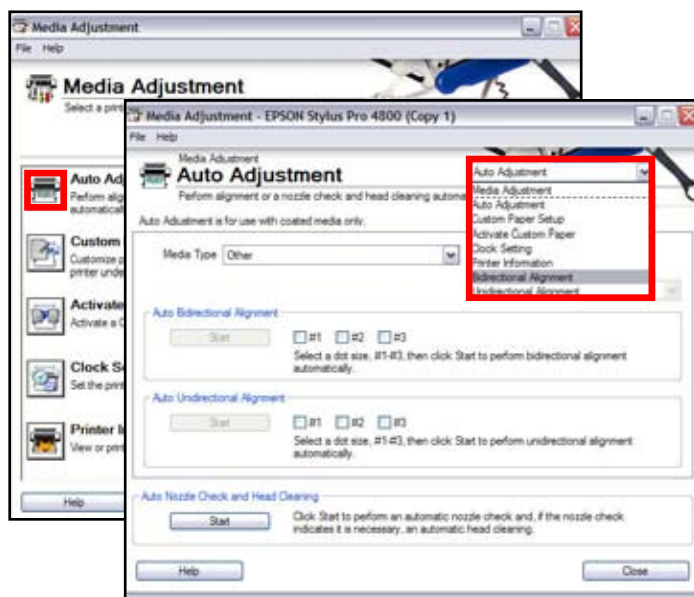 Media Adjustment
File Help
Media Adjustment
Select a print
Auto Adj
Perform alig
automaticall
Custom
Customize p
printer unde
Activate
Activate a C
Clock S
Set the print
Printer I
View or print
Help
Media Adjustment - EPSON Stylus Pro 4800 (Copy 1)
File Help
Media Adjustment
Auto Adjustment
Perform alignment or a nozzle check and head cleaning automa
Auto Adjustment is for use with coated media only.
Auto Adjustment
Media Adjustment
Auto Adjustment
Custom Paper Setup
Activate Custom Paper
Clock Setting
Printer Information
Bidirectional Alignment
Unidirectional Alignment
Media Type Other
Auto Bidirectional Alignment
Start #1 #2 #3
Select a dot size, #1-#3, then click Start to perform bidirectional alignment
automatically.
Auto Unidirectional Alignment
Start #1 #2 #3
Select a dot size, #1-#3, then click Start to perform unidirectional alignment
automatically.
Auto Nozzle Check and Head Cleaning
Start
Click Start to perform an automatic nozzle check and, if the nozzle check
indicates it is necessary, an automatic head cleaning.
Help Close